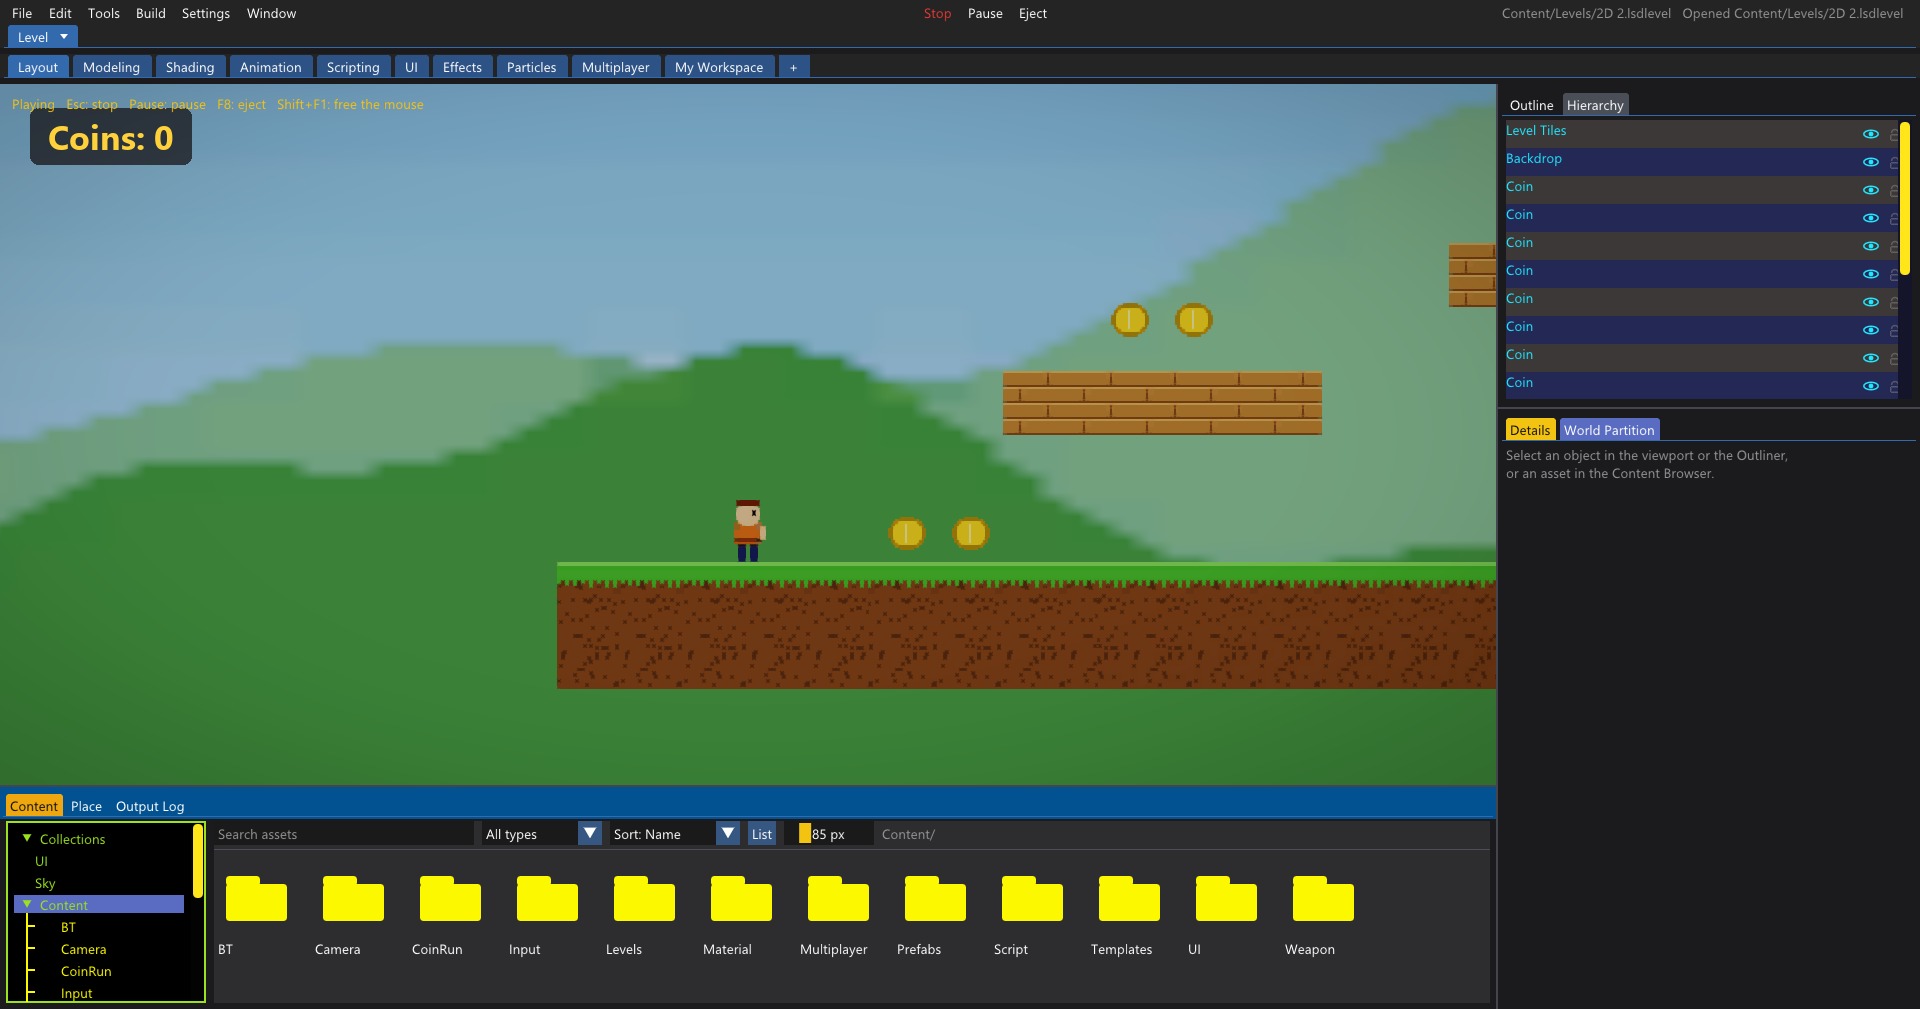 File Edit Tools Build Settings Window Stop Pause Eject Content/Levels/2D 2.lsdlevel Opened Content/Levels/2D 2.lsdlevel
Level
Layout Modeling Shading Animation Scripting UI Effects Particles Multiplayer My Workspace +
Playing Esc: stop Pause: pause F8: eject Shift+F1: free the mouse
Coins: 0
Outline Hierarchy
Level Tiles
Backdrop
Coin
Coin
Coin
Coin
Coin
Coin
Coin
Coin
Details World Partition
Select an object in the viewport or the Outliner,
or an asset in the Content Browser.
Content Place Output Log
Collections
UI
Sky
Content
BT
Camera
CoinRun
Input
Search assets All types Sort: Name List 85 px Content/
BT Camera CoinRun Input Levels Material Multiplayer Prefabs Script Templates UI Weapon